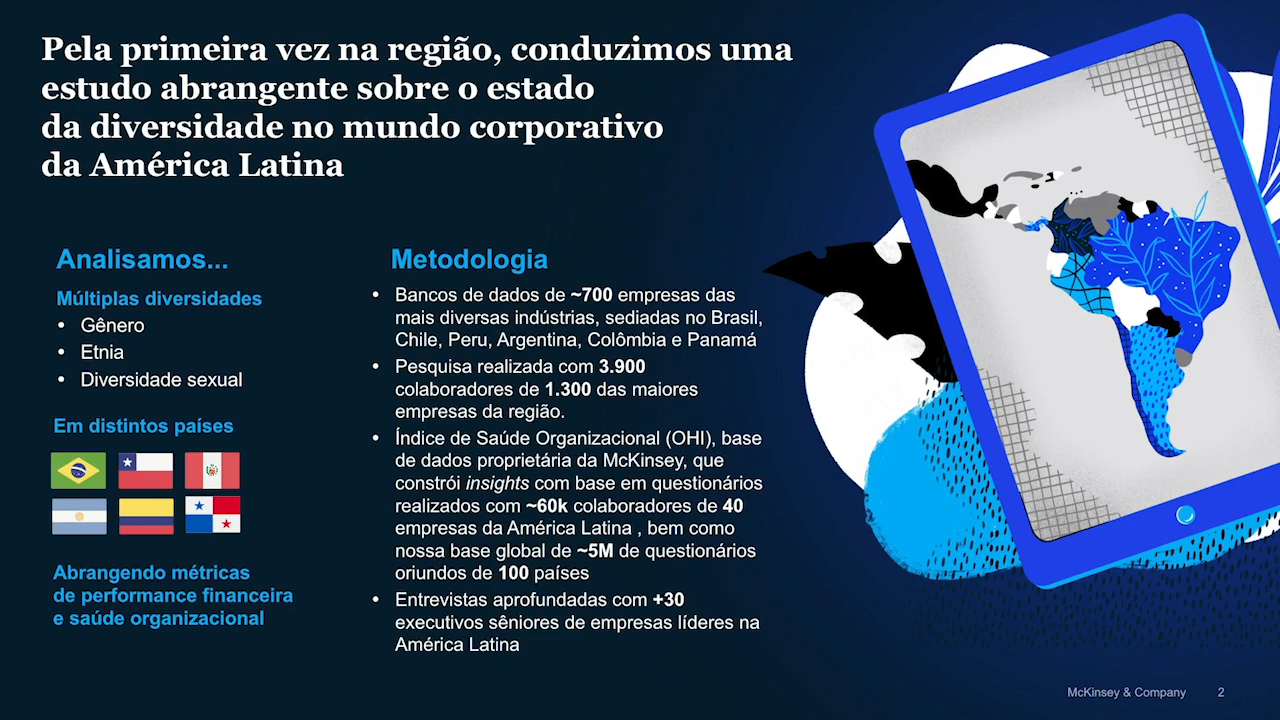 Pela primeira vez na região, conduzimos uma
estudo abrangente sobre o estado
da diversidade no mundo corporativo
da América Latina
Analisamos...
Múltiplas diversidades
• Gênero
• Etnia
• Diversidade sexual
Em distintos países
Abrangendo métricas
de performance financeira
e saúde organizacional
Metodologia
• Bancos de dados de ~700 empresas das
mais diversas indústrias, sediadas no Brasil,
Chile, Peru, Argentina, Colômbia e Panamá
• Pesquisa realizada com 3.900
colaboradores de 1.300 das maiores
empresas da região.
• Índice de Saúde Organizacional (OHI), base
de dados proprietária da McKinsey, que
constrói insights com base em questionários
realizados com ~60k colaboradores de 40
empresas da América Latina , bem como
nossa base global de ~5M de questionários
oriundos de 100 países
• Entrevistas aprofundadas com +30
executivos sêniores de empresas líderes na
América Latina
McKinsey & Company 2